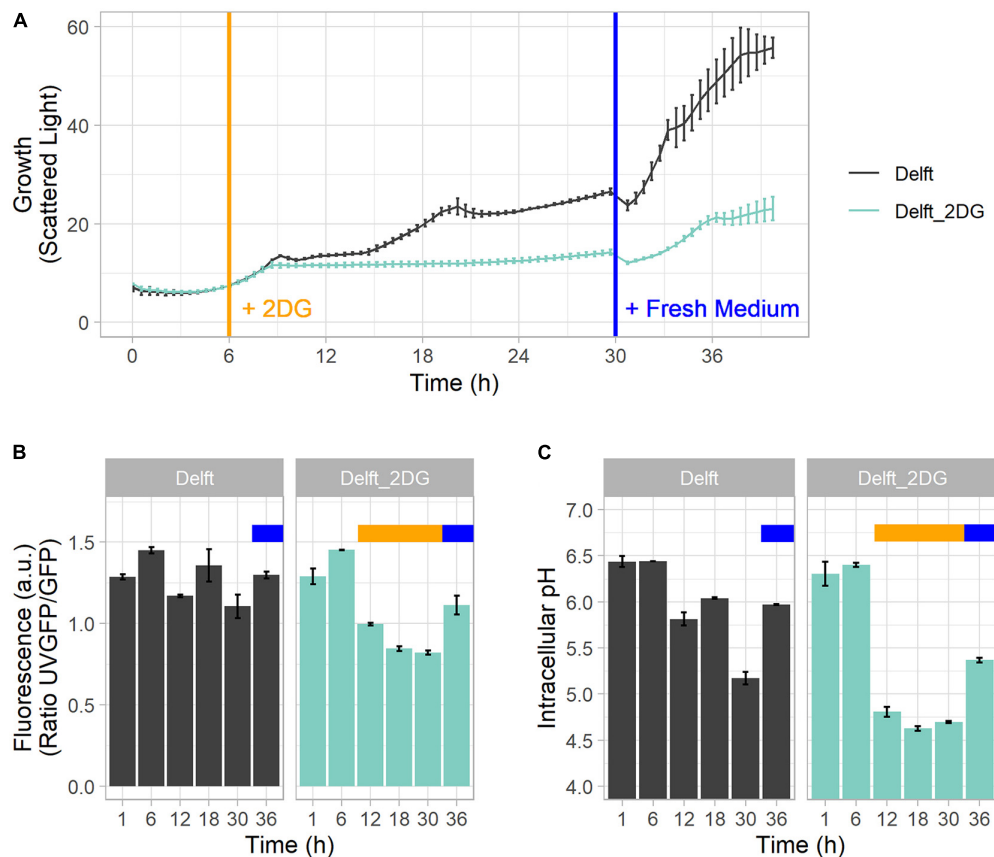 A
Growth
(Scattered Light)
60
40
20
0
+ 2DG
+ Fresh Medium
0 6 12 18 24 30 36
Time (h)
Delft
Delft_2DG
B
Delft
Delft_2DG
Fluorescence (a.u.)
(Ratio UVGFP/GFP)
1.5
1.0
0.5
0.0
1 6 12 18 30 36
1 6 12 18 30 36
Time (h)
C
Delft
Delft_2DG
Intracellular pH
7.0
6.5
6.0
5.5
5.0
4.5
4.0
1 6 12 18 30 36
1 6 12 18 30 36
Time (h)